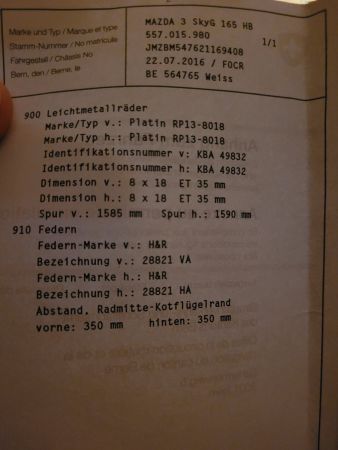 Marke und Typ / Marque et type
MAZDA 3 SkyG 165 HB
Stamm-Nummer / No matricule
557.015.980
1/1
Fahrgestell / Châssis No
JMZBM547621169408
Bern, den / Berne, le
22.07.2016 / FOCR
BE 564765 Weiss
900 Leichtmetallräder
Marke/Typ v.: Platin RP13-8018
Marke/Typ h.: Platin RP13-8018
Identifikationsnummer v: KBA 49832
Identifikationsnummer h: KBA 49832
Dimension v.: 8 x 18 ET 35 mm
Dimension h.: 8 x 18 ET 35 mm
Spur v.: 1585 mm Spur h.: 1590 mm
910 Federn
Federn-Marke v.: H&R
Bezeichnung v.: 28821 VA
Federn-Marke h.: H&R
Bezeichnung h.: 28821 HA
Abstand, Radmitte-Kotflügelrand
vorne: 350 mm hinten: 350 mm